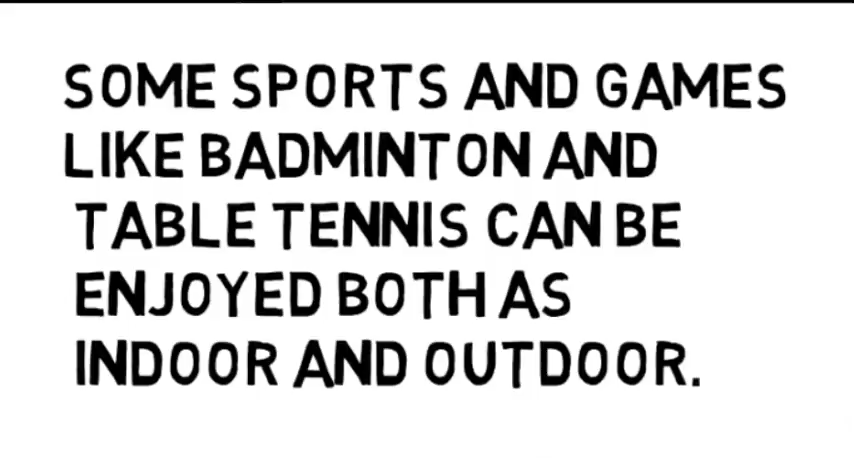 SOME SPORTS AND GAMES
LIKE BADMINTON AND
TABLE TENNIS CAN BE
ENJOYED BOTH AS
INDOOR AND OUTDOOR.